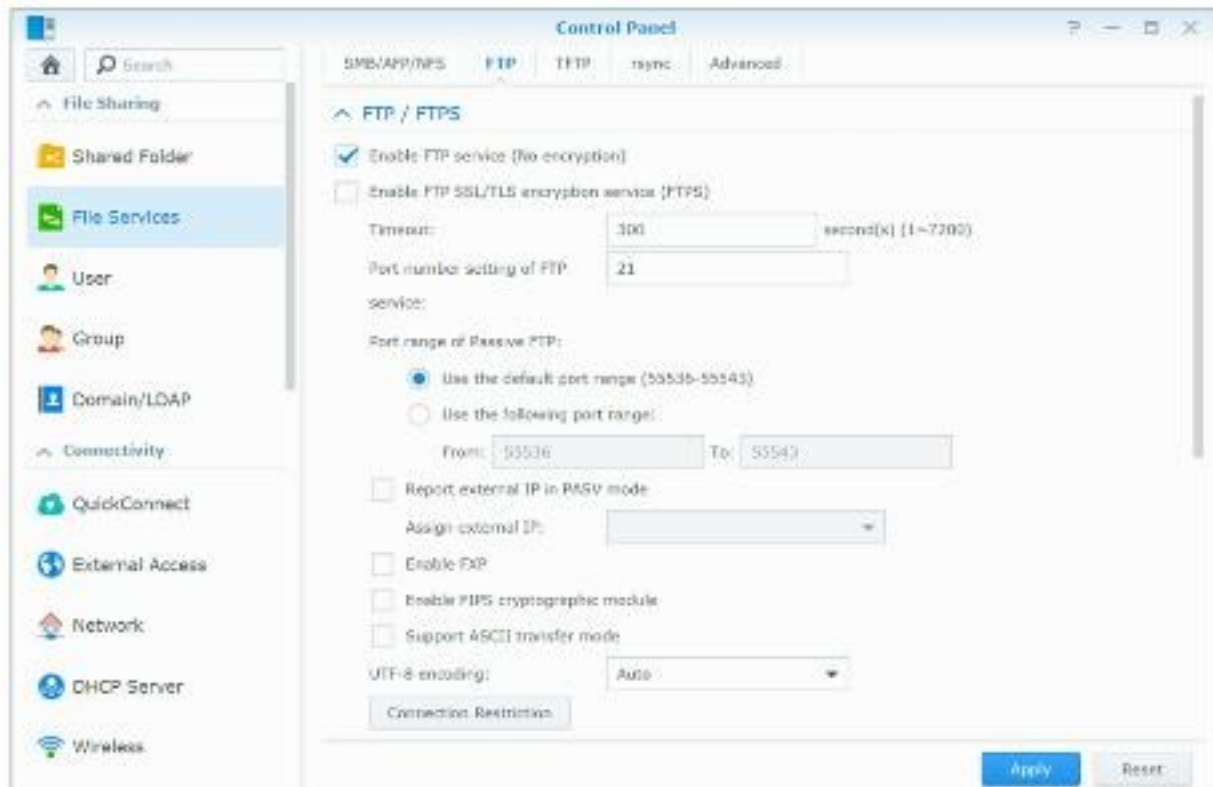 Control Panel
Search
SMB/AFP/NFS FTP TFTP rsync Advanced
File Sharing
Shared Folder
File Services
User
Group
Domain/LDAP
Connectivity
QuickConnect
External Access
Network
DHCP Server
Wireless
FTP / FTPS
Enable FTP service (No encryption)
Enable FTP SSL/TLS encryption service (FTPS)
Timeout: 300 second(s) (1~7200)
Port number setting of FTP 21
service:
Port range of Passive FTP:
Use the default port range (55536-55543)
Use the following port range:
From: 55536 To: 55543
Report external IP in PASV mode
Assign external IP:
Enable FXP
Enable FIPS cryptographic module
Support ASCII transfer mode
UTF-8 encoding: Auto
Connection Restriction
Apply Reset